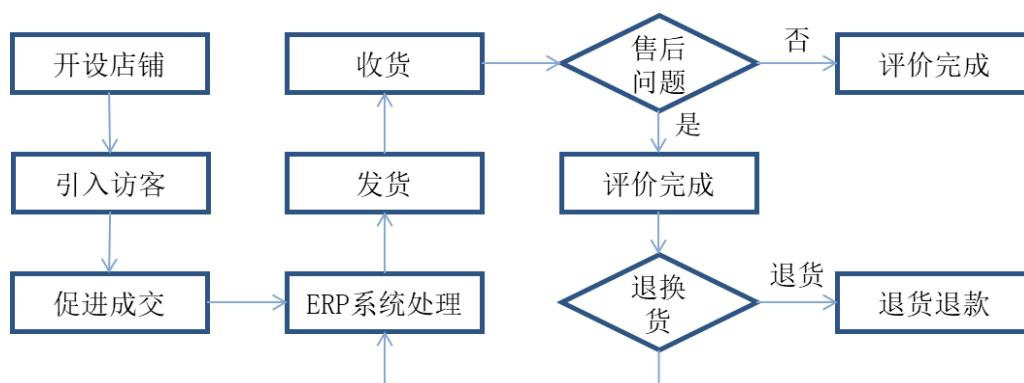 开设店铺
引入访客
促进成交
ERP系统处理
发货
收货
售后
问题
否
评价完成
是
评价完成
退换
货
退货
退货退款